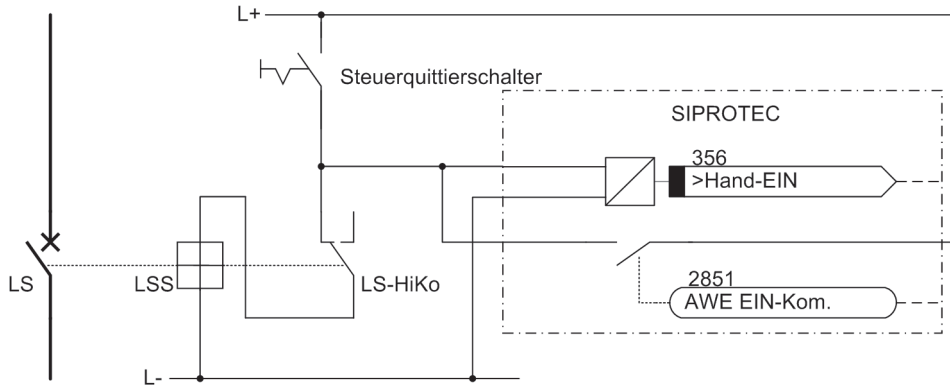 L+
Steuerquittierschalter
SIPROTEC
356
>Hand-EIN
LS
LSS
LS-HiKo
2851
AWE EIN-Kom.
L-